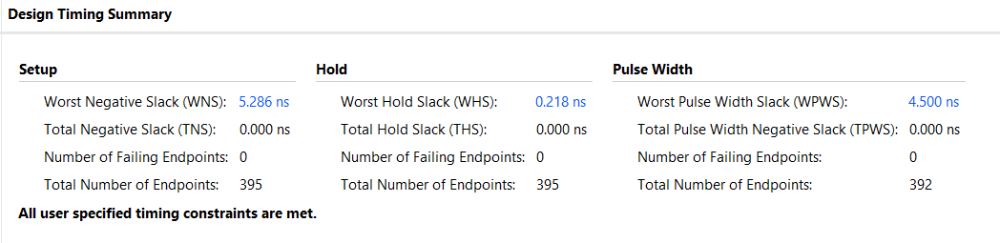 Design Timing Summary
Setup Hold Pulse Width
Worst Negative Slack (WNS): 5.286 ns Worst Hold Slack (WHS): 0.218 ns Worst Pulse Width Slack (WPWS): 4.500 ns
Total Negative Slack (TNS): 0.000 ns Total Hold Slack (THS): 0.000 ns Total Pulse Width Negative Slack (TPWS): 0.000 ns
Number of Failing Endpoints: 0 Number of Failing Endpoints: 0 Number of Failing Endpoints: 0
Total Number of Endpoints: 395 Total Number of Endpoints: 395 Total Number of Endpoints: 392
All user specified timing constraints are met.